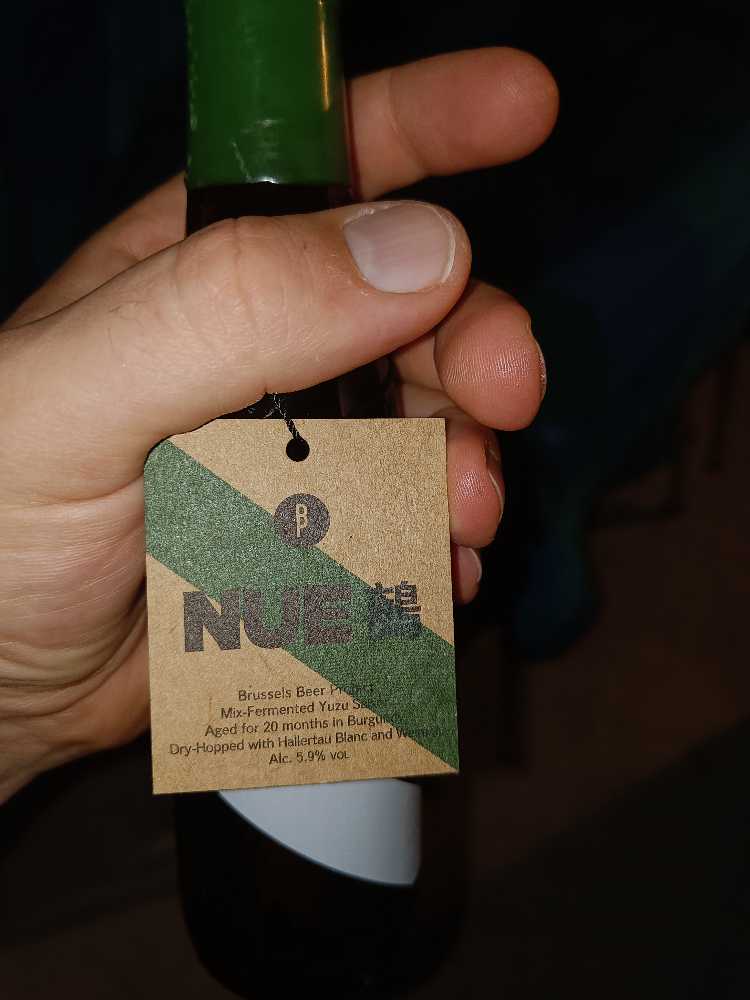 B
NUE 鵺
Brussels Beer Project
Mix-Fermented Yuzu
Aged for 20 months in
Dry-Hopped with Hallertau Blanc and
Alc. 5.9% vol